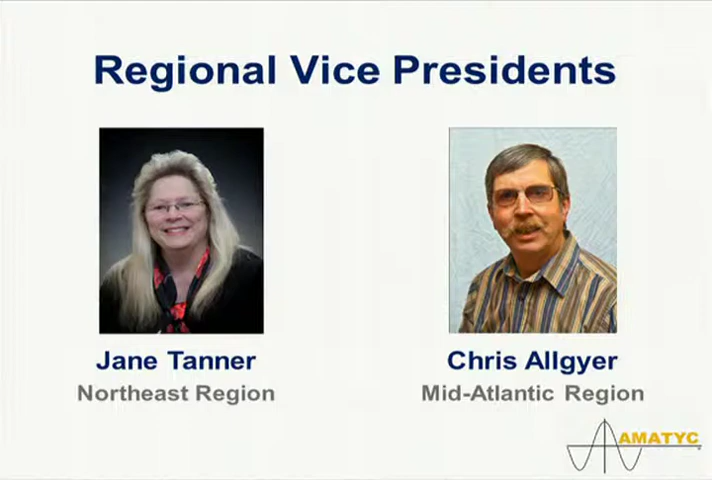 Regional Vice Presidents
Jane Tanner
Northeast Region
Chris Allgyer
Mid-Atlantic Region
AMATYC